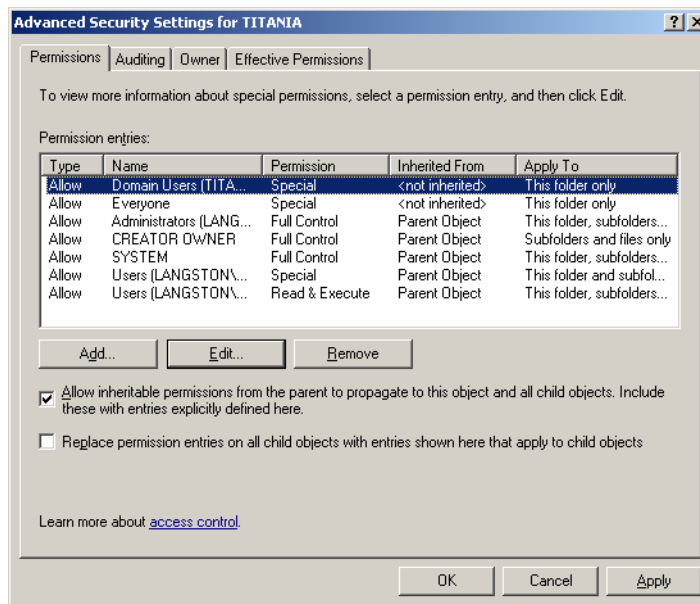 Advanced Security Settings for TITANIA
Permissions Auditing Owner Effective Permissions
To view more information about special permissions, select a permission entry, and then click Edit.
Permission entries:
Type Name Permission Inherited From Apply To
Allow Domain Users (TITA... Special <not inherited> This folder only
Allow Everyone Special <not inherited> This folder only
Allow Administrators (LANG... Full Control Parent Object This folder, subfolders...
Allow CREATOR OWNER Full Control Parent Object Subfolders and files only
Allow SYSTEM Full Control Parent Object This folder, subfolders...
Allow Users (LANGSTON\... Special Parent Object This folder and subfol...
Allow Users (LANGSTON\... Read & Execute Parent Object This folder, subfolders...
Add... Edit... Remove
Allow inheritable permissions from the parent to propagate to this object and all child objects. Include
these with entries explicitly defined here.
Replace permission entries on all child objects with entries shown here that apply to child objects
Learn more about access control.
OK Cancel Apply